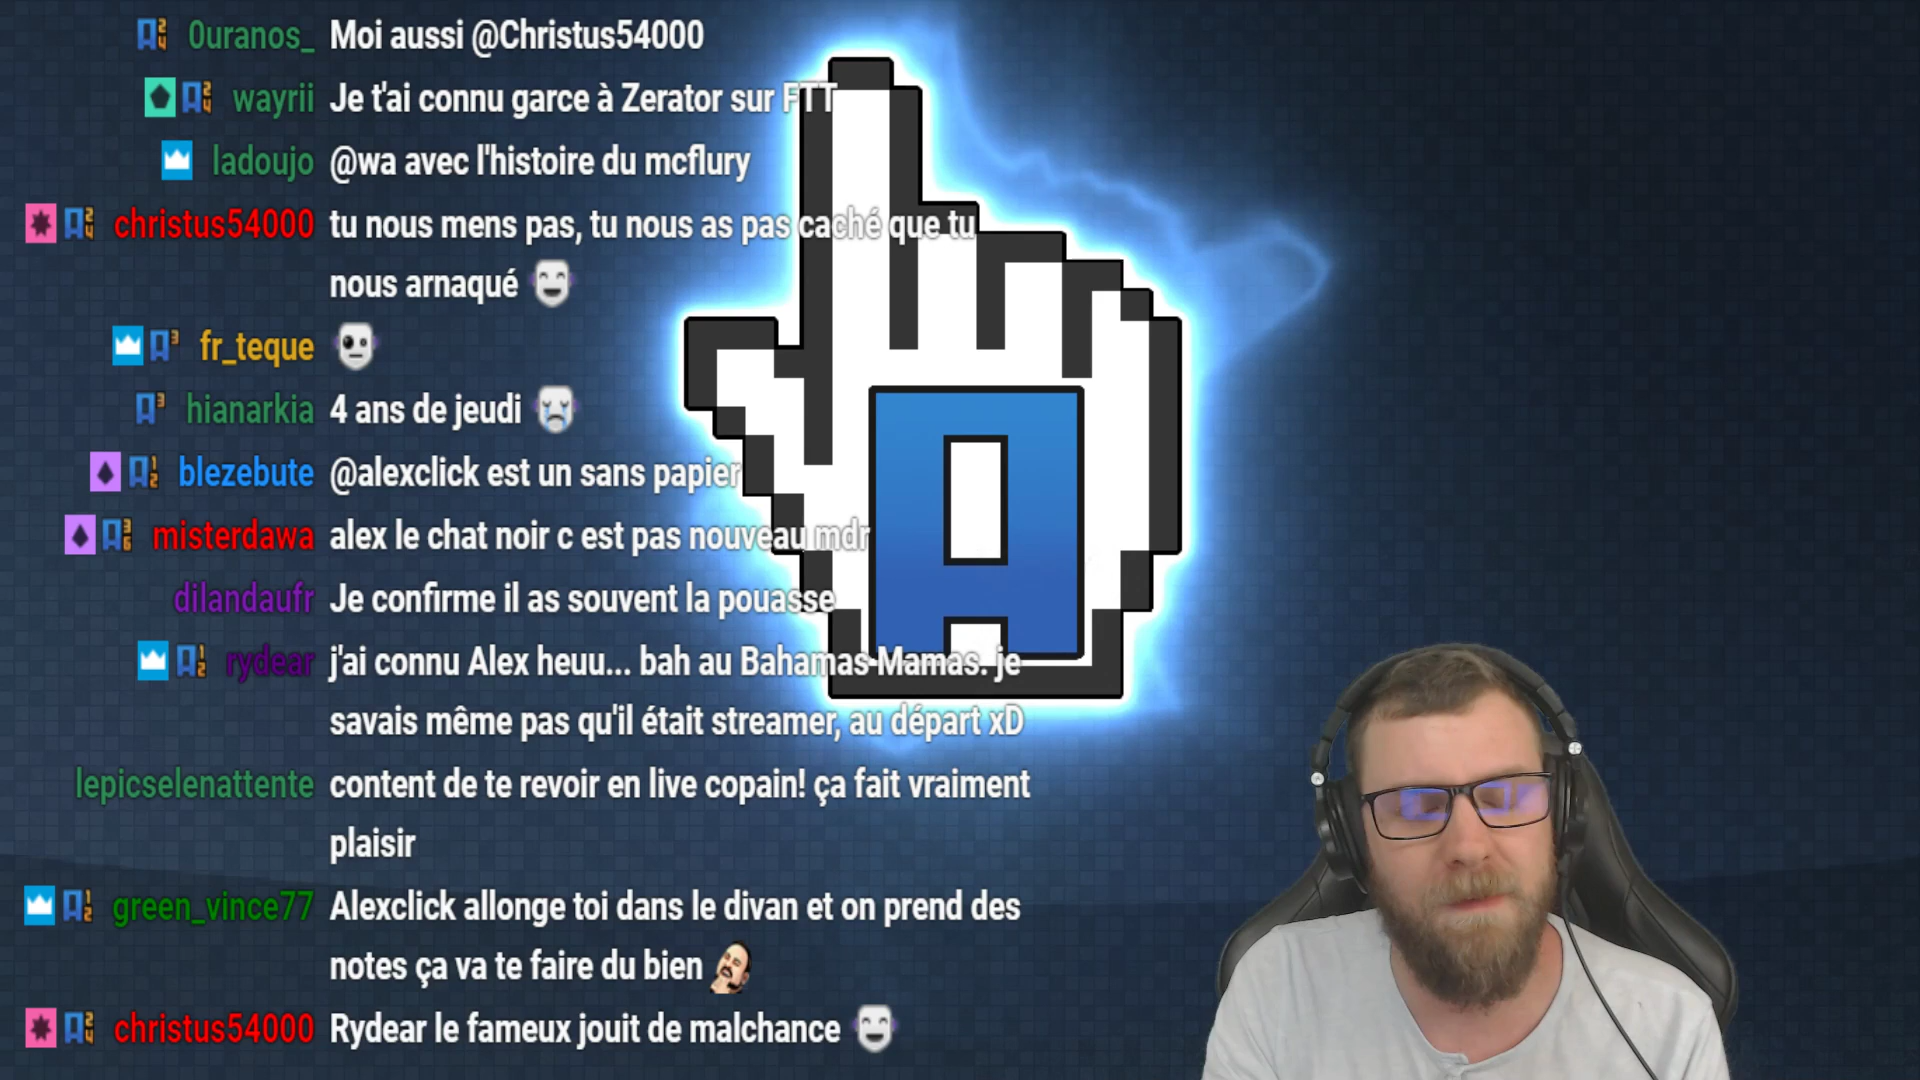 0uranos_ Moi aussi @Christus54000
wayrii Je t'ai connu garce à Zerator sur FTT
ladoujo @wa avec l'histoire du mcflury
christus54000 tu nous mens pas, tu nous as pas caché que tu
nous arnaqué
fr_teque
hianarkia 4 ans de jeudi
blezebute @alexclick est un sans papier
misterdawa alex le chat noir c est pas nouveau mdr
dilandaufr Je confirme il as souvent la pouasse
rydear j'ai connu Alex heuu... bah au Bahamas Mamas. je
savais même pas qu'il était streamer, au départ xD
lepicselenattente content de te revoir en live copain! ça fait vraiment
plaisir
green_vince77 Alexclick allonge toi dans le divan et on prend des
notes ça va te faire du bien
christus54000 Rydear le fameux jouit de malchance
A